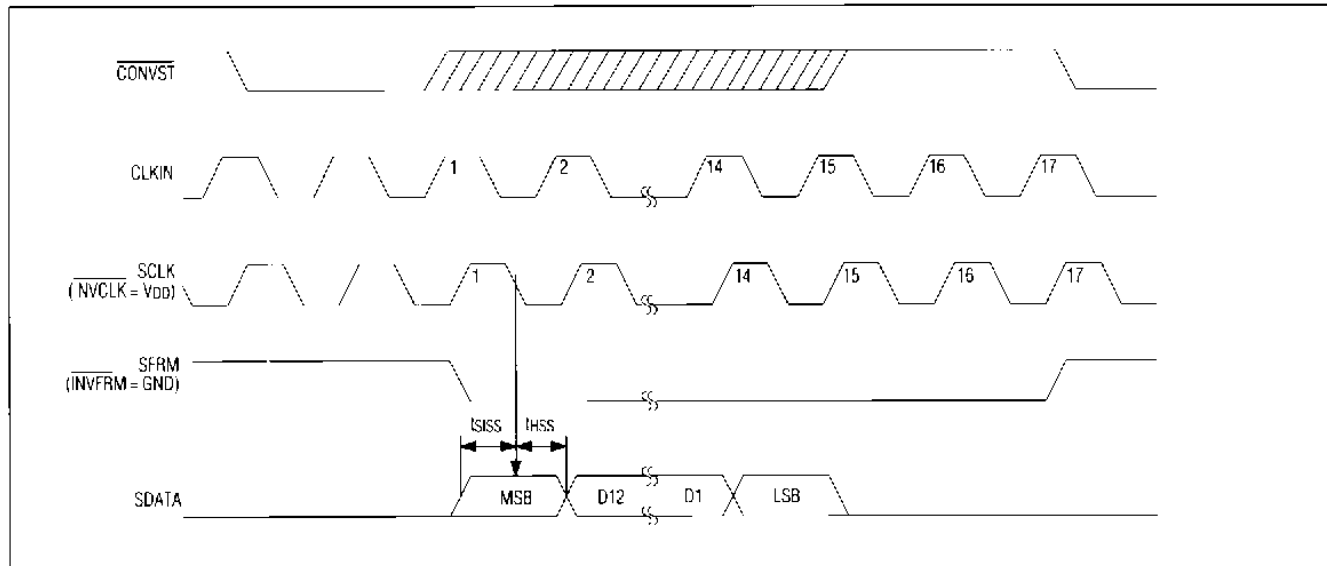 CONVST
CLKIN
1 2 14 15 16 17
SCLK
(INVCLK = VDD)
1 2 14 15 16 17
SFRM
(INVFRM = GND)
tSISS tHSS
SDATA
MSB D12 D1 LSB